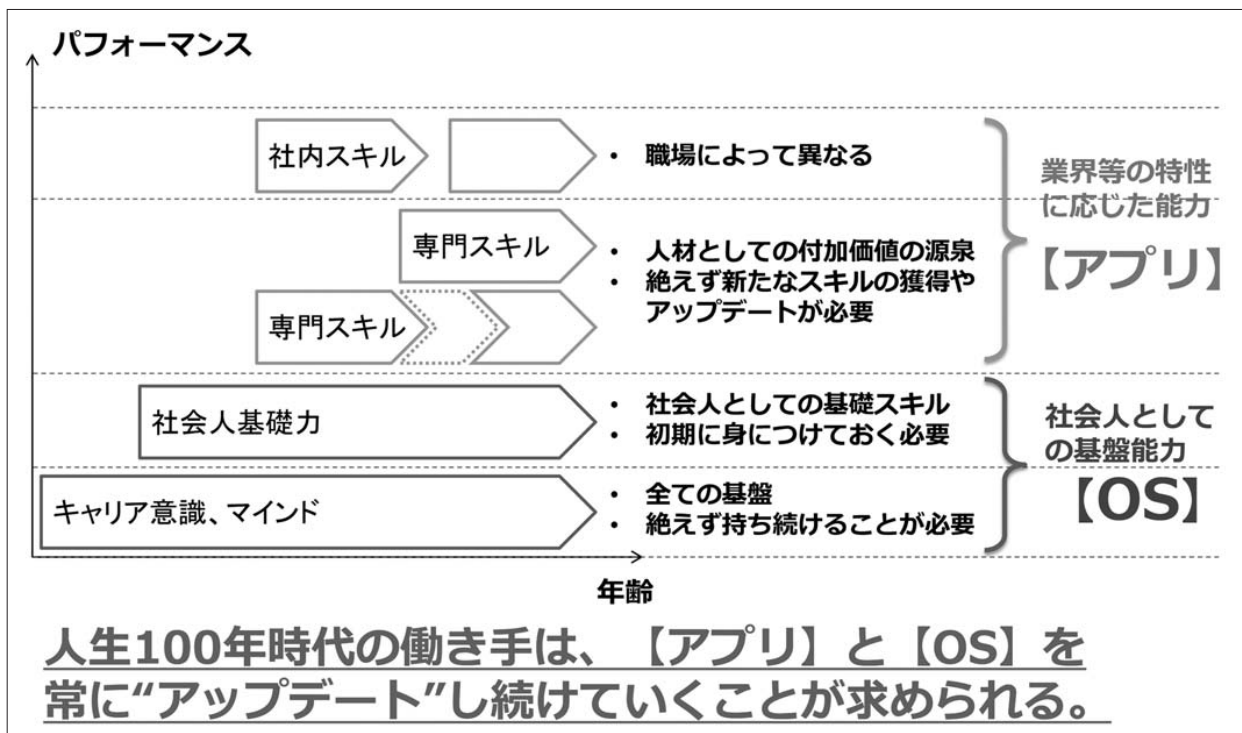 パフォーマンス
社内スキル
• 職場によって異なる
専門スキル
専門スキル
• 人材としての付加価値の源泉
• 絶えず新たなスキルの獲得や
アップデートが必要
業界等の特性
に応じた能力
【アプリ】
社会人基礎力
• 社会人としての基礎スキル
• 初期に身につけておく必要
キャリア意識、マインド
• 全ての基盤
• 絶えず持ち続けることが必要
社会人として
の基盤能力
【OS】
年齢
人生100年時代の働き手は、【アプリ】と【OS】を
常に“アップデート”し続けていくことが求められる。